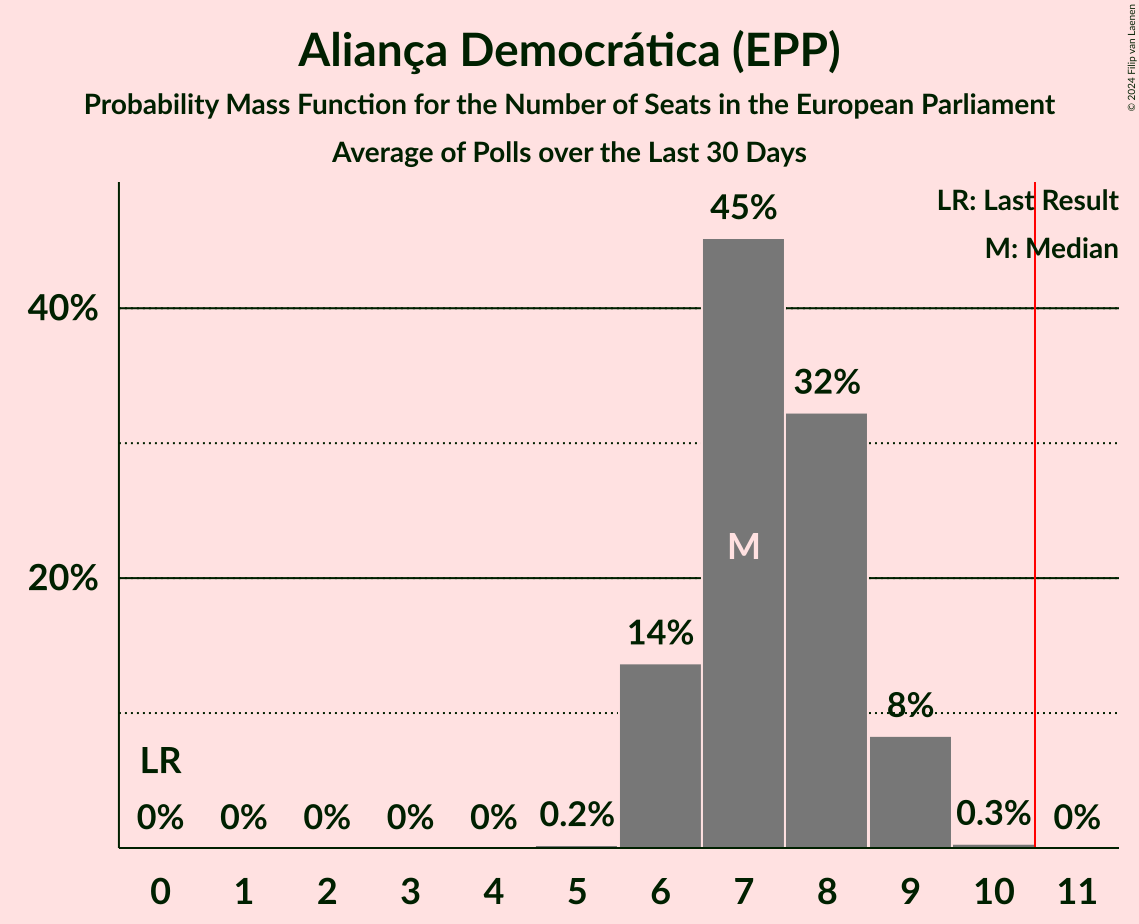 Aliança Democrática (EPP)
Probability Mass Function for the Number of Seats in the European Parliament
Average of Polls over the Last 30 Days
© 2024 Filip van Laenen
LR: Last Result
M: Median
45%
40%
32%
M
20%
14%
8%
LR
0% 0% 0% 0% 0% 0.2% 0.3% 0%
0 1 2 3 4 5 6 7 8 9 10 11